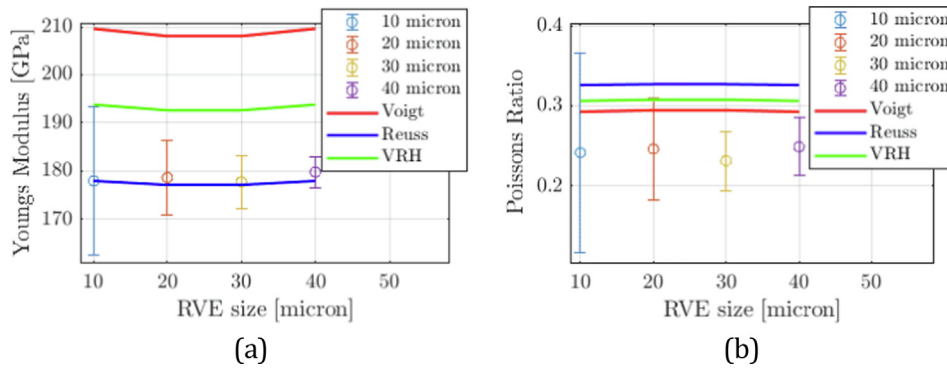 210
200
190
180
170
Youngs Modulus [GPa]
10 20 30 40 50
RVE size [micron]
10 micron
20 micron
30 micron
40 micron
Voigt
Reuss
VRH
(a)
0.4
0.3
0.2
Poissons Ratio
10 20 30 40 50
RVE size [micron]
10 micron
20 micron
30 micron
40 micron
Voigt
Reuss
VRH
(b)